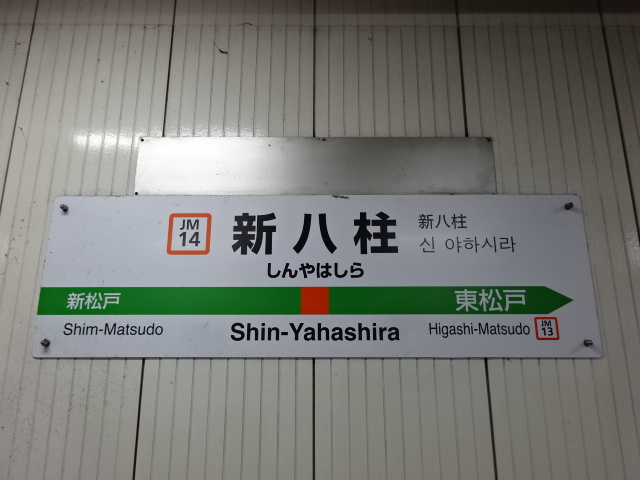 JM
14
新八柱
新八柱
신 야하시라
しんやはしら
新松戸
東松戸
Shim-Matsudo
Shin-Yahashira
Higashi-Matsudo
JM
13